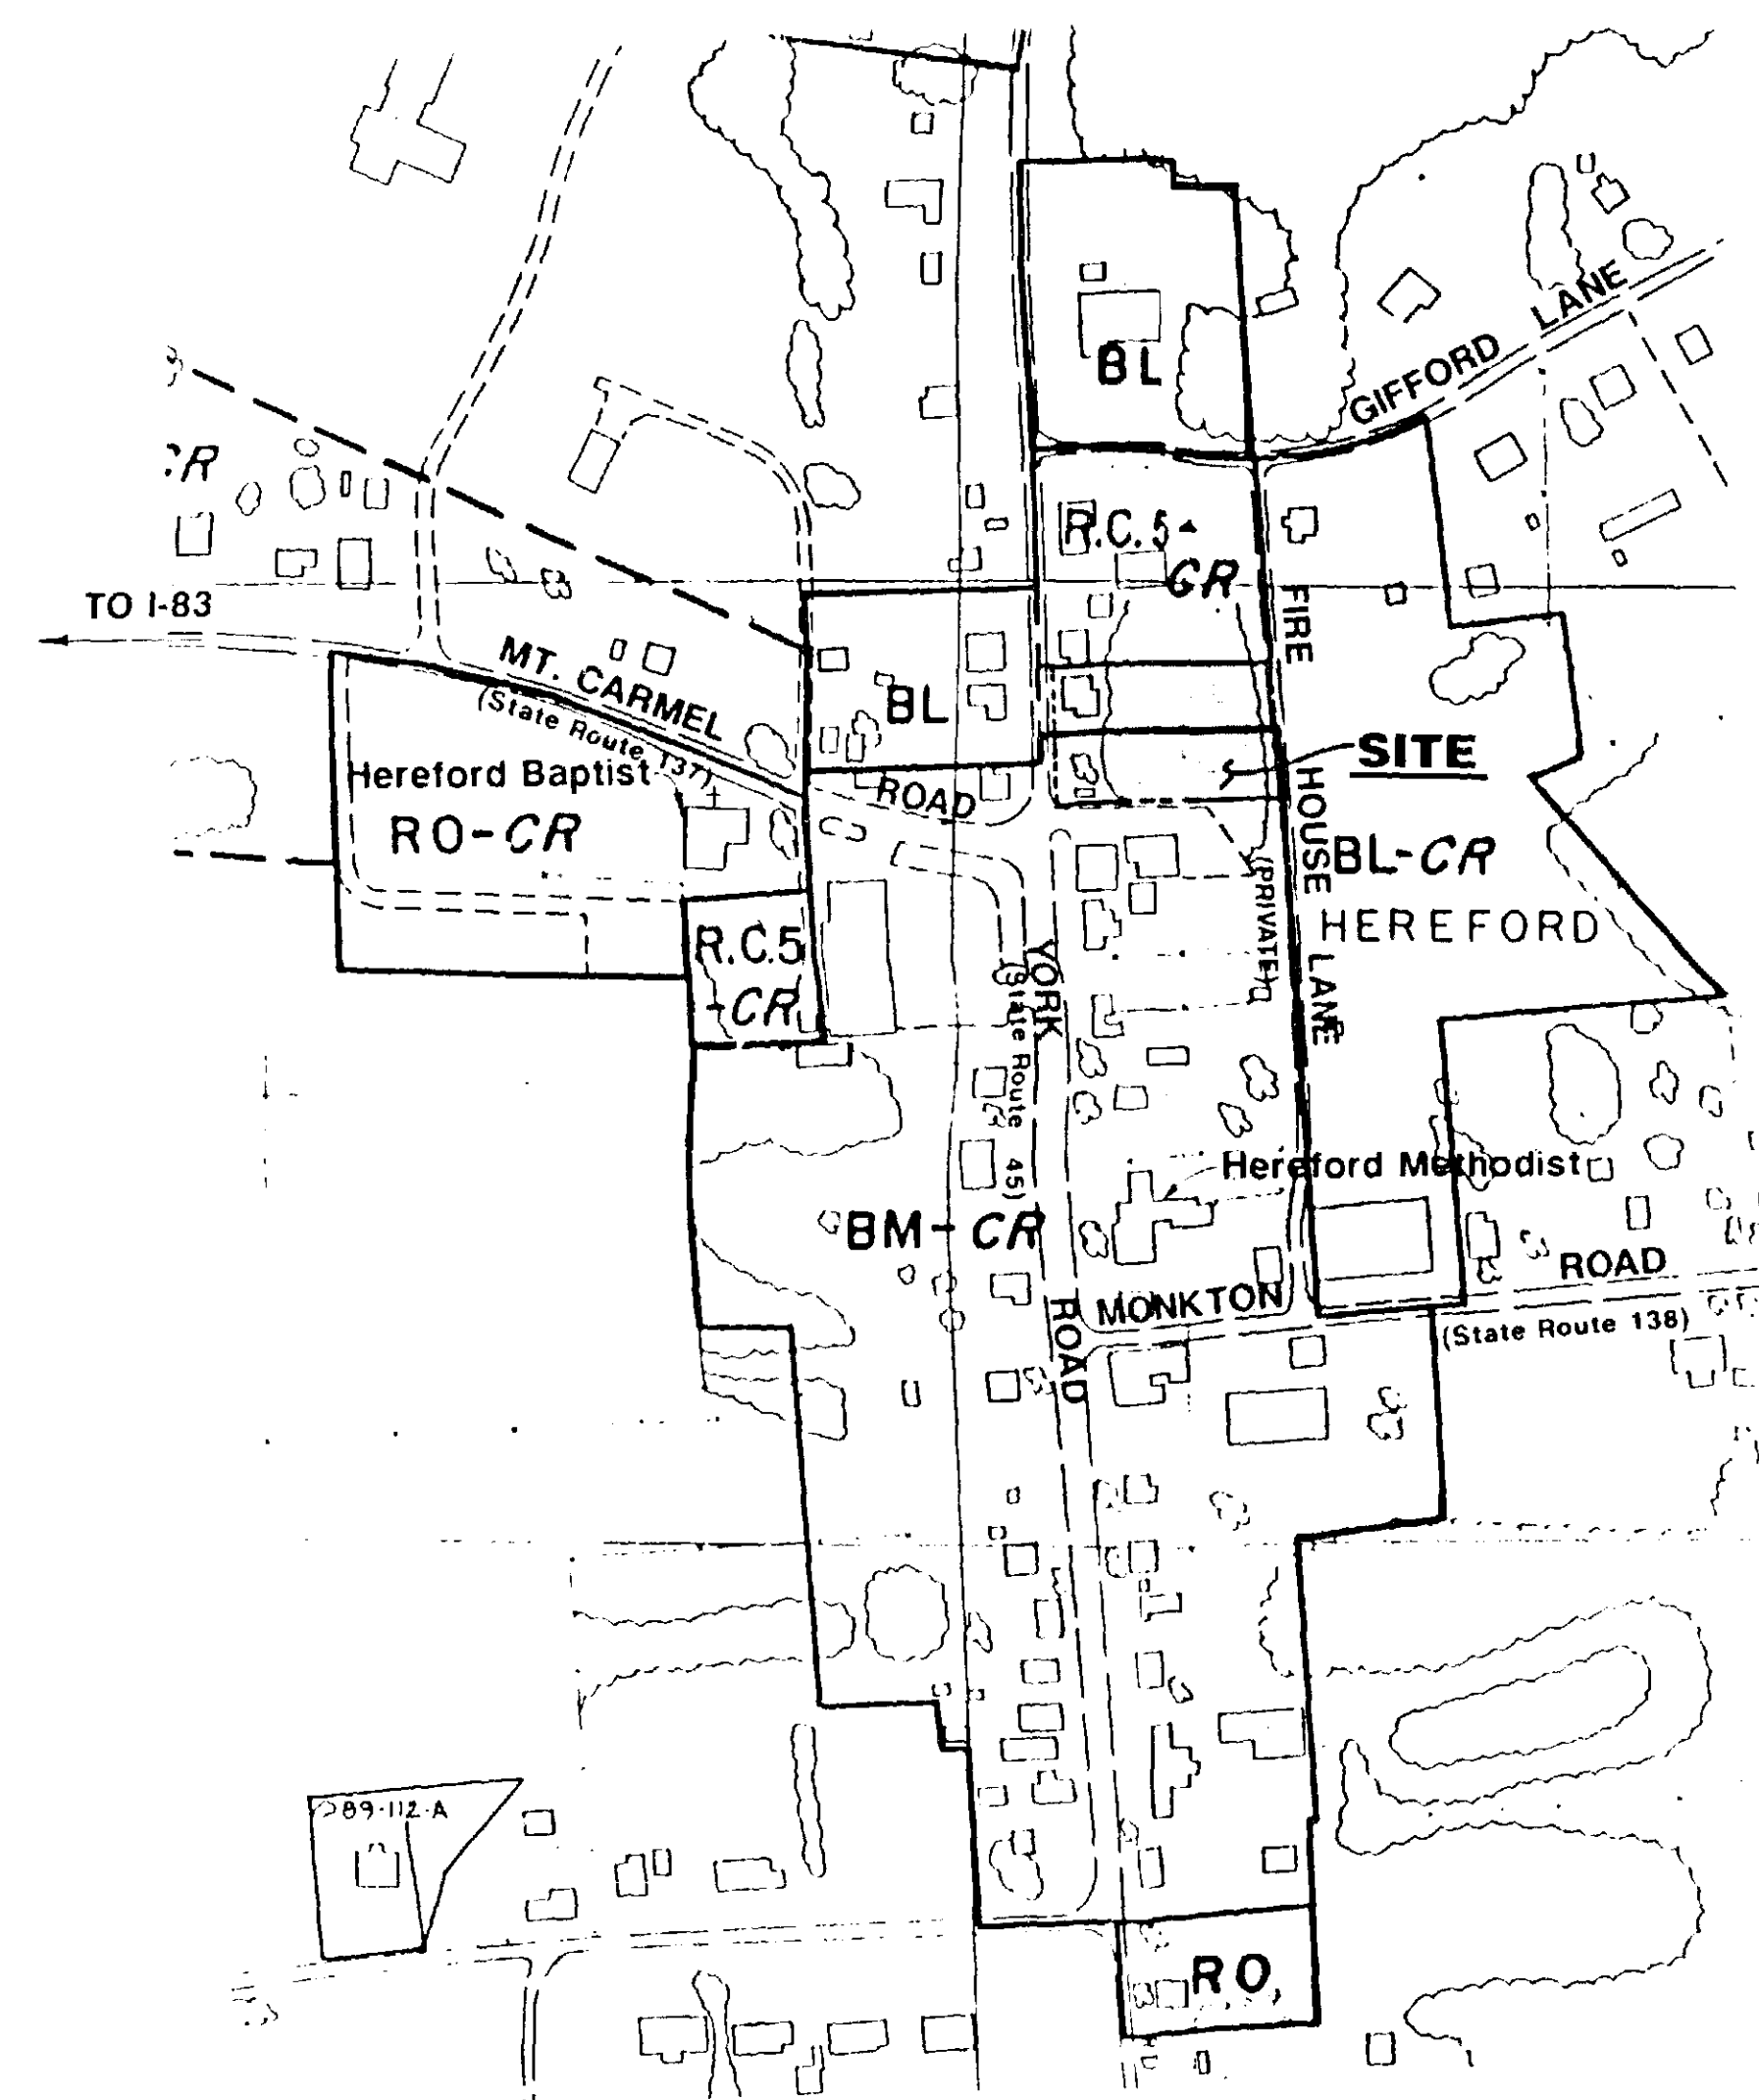 GIFFORD LANE
BL
:R
R.C.5-
CR
TO I-83
FIRE HOUSE LANE
MT. CARMEL
(State Route 137)
BL
SITE
Hereford Baptist
ROAD
RO-CR
BL-CR
(PRIVATE)
HEREFORD
R.C.5
-CR
YORK
(State Route 45)
Hereford Methodist
BM-CR
ROAD
MONKTON
ROAD
(State Route 138)
89-112-A
RO